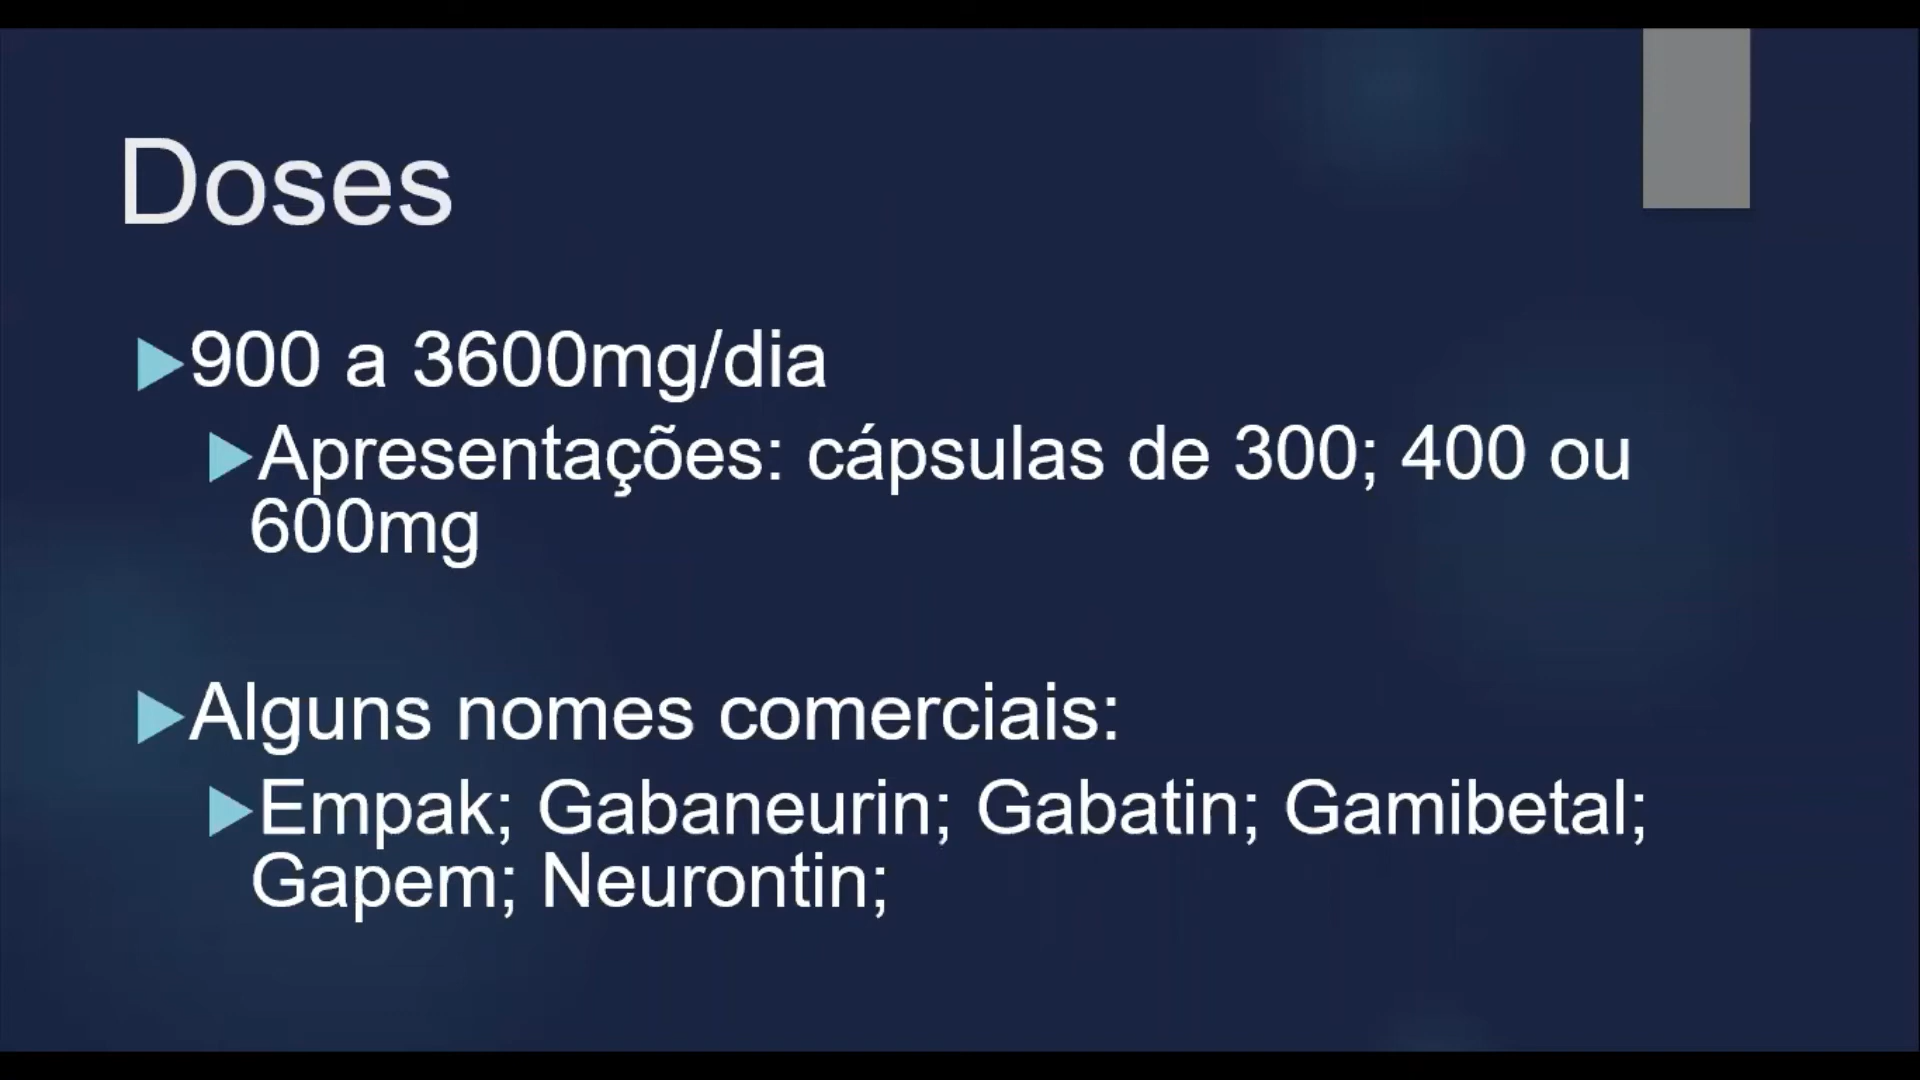 Doses
900 a 3600mg/dia
Apresentações: cápsulas de 300; 400 ou
600mg
Alguns nomes comerciais:
Empak; Gabaneurin; Gabatin; Gamibetal;
Gapem; Neurontin;